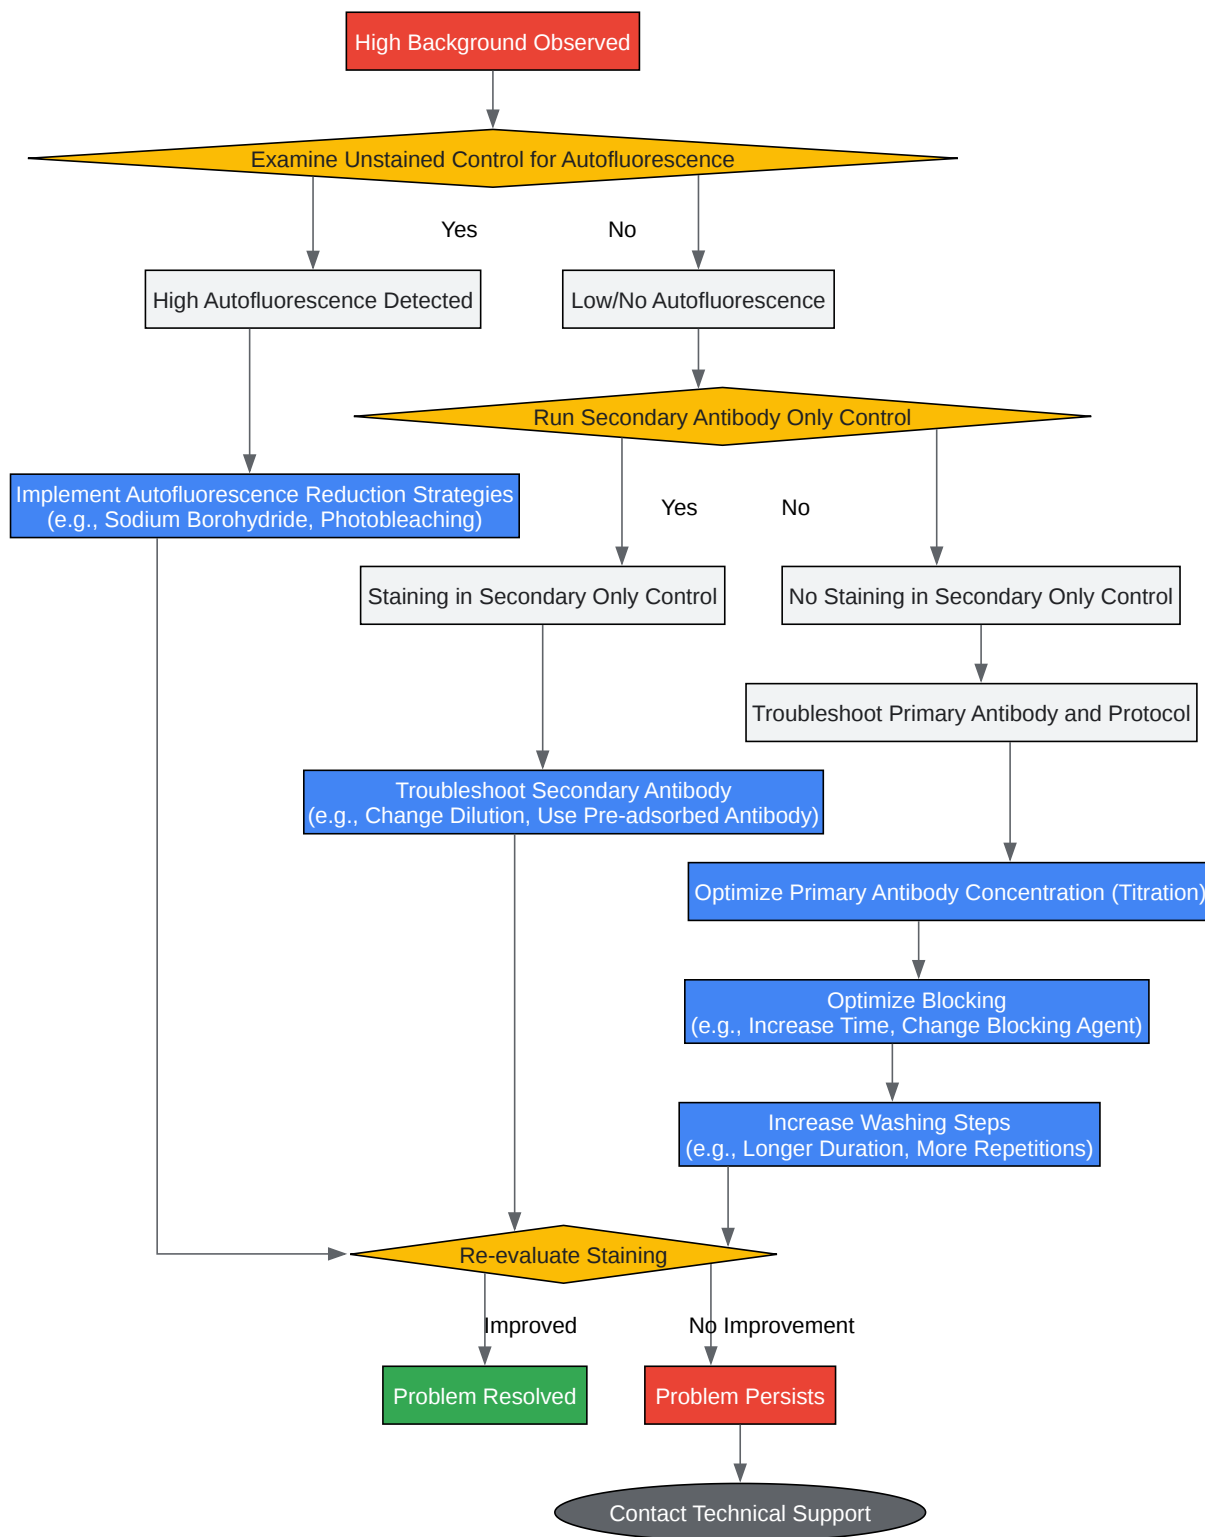 High Background Observed
Examine Unstained Control for Autofluorescence
Yes
No
High Autofluorescence Detected
Low/No Autofluorescence
Run Secondary Antibody Only Control
Implement Autofluorescence Reduction Strategies
(e.g., Sodium Borohydride, Photobleaching)
Yes
No
Staining in Secondary Only Control
No Staining in Secondary Only Control
Troubleshoot Primary Antibody and Protocol
Troubleshoot Secondary Antibody
(e.g., Change Dilution, Use Pre-adsorbed Antibody)
Optimize Primary Antibody Concentration (Titration)
Optimize Blocking
(e.g., Increase Time, Change Blocking Agent)
Increase Washing Steps
(e.g., Longer Duration, More Repetitions)
Re-evaluate Staining
Improved
No Improvement
Problem Resolved
Problem Persists
Contact Technical Support